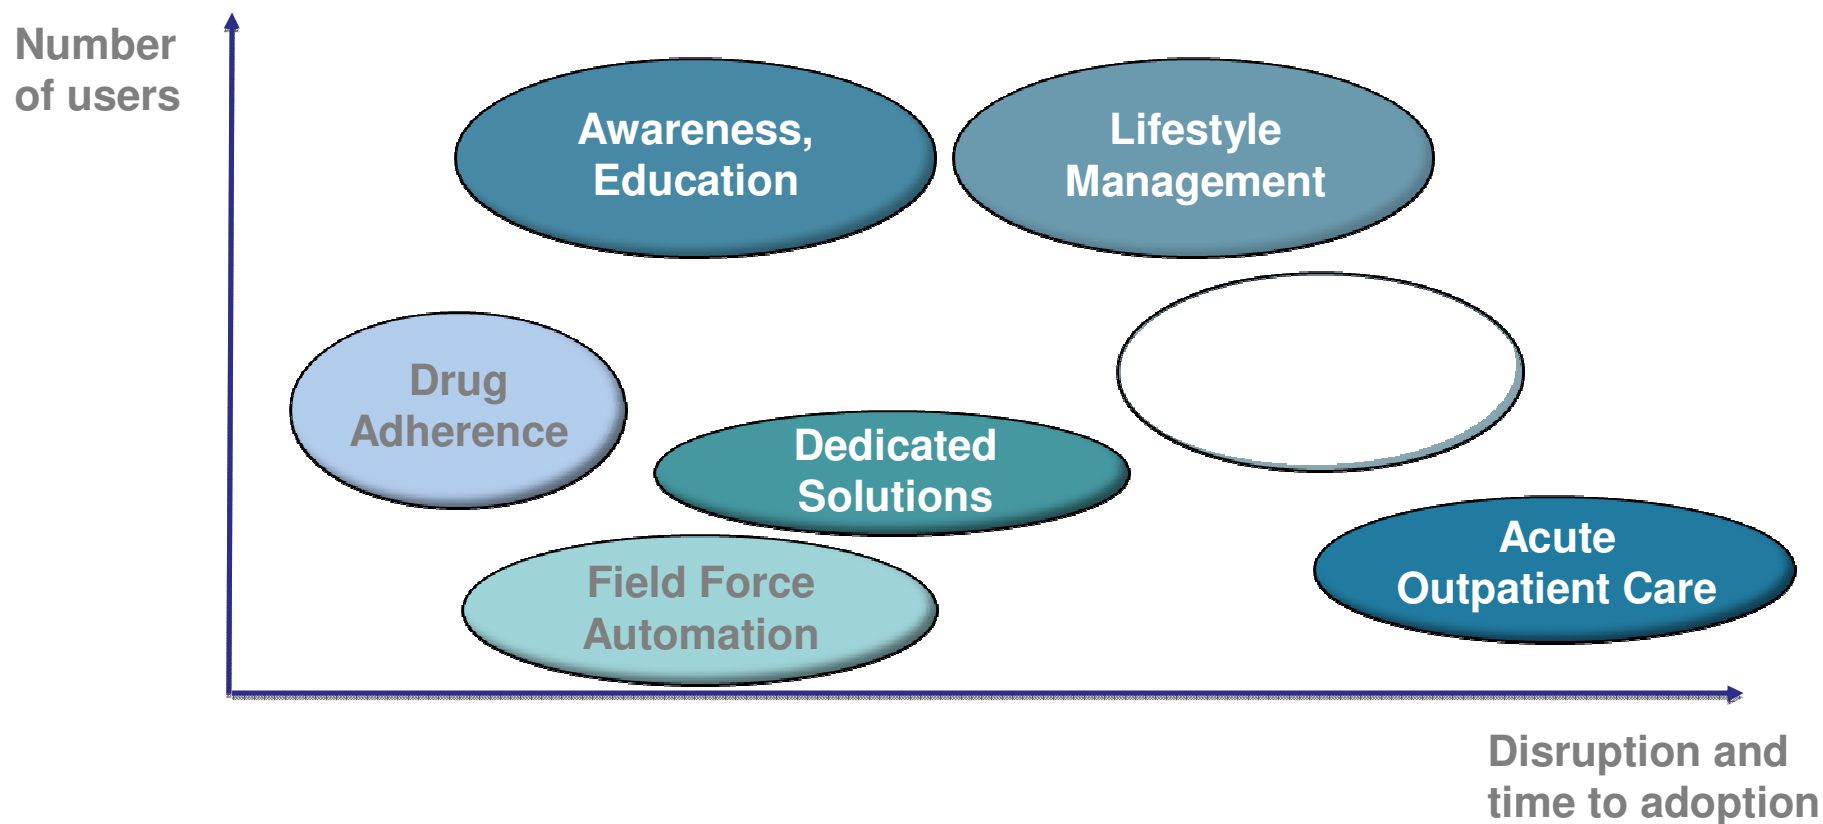 Number
of users
Awareness,
Education
Lifestyle
Management
Drug
Adherence
Dedicated
Solutions
Field Force
Automation
Acute
Outpatient Care
Disruption and
time to adoption